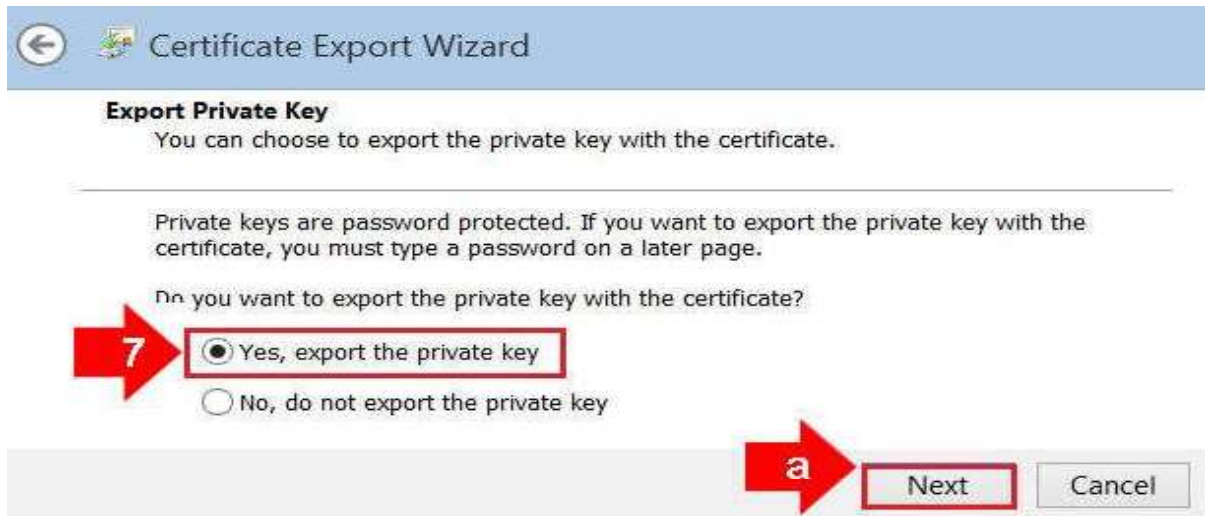 Certificate Export Wizard
Export Private Key
You can choose to export the private key with the certificate.
Private keys are password protected. If you want to export the private key with the
certificate, you must type a password on a later page.
Do you want to export the private key with the certificate?
7
Yes, export the private key
No, do not export the private key
a
Next
Cancel